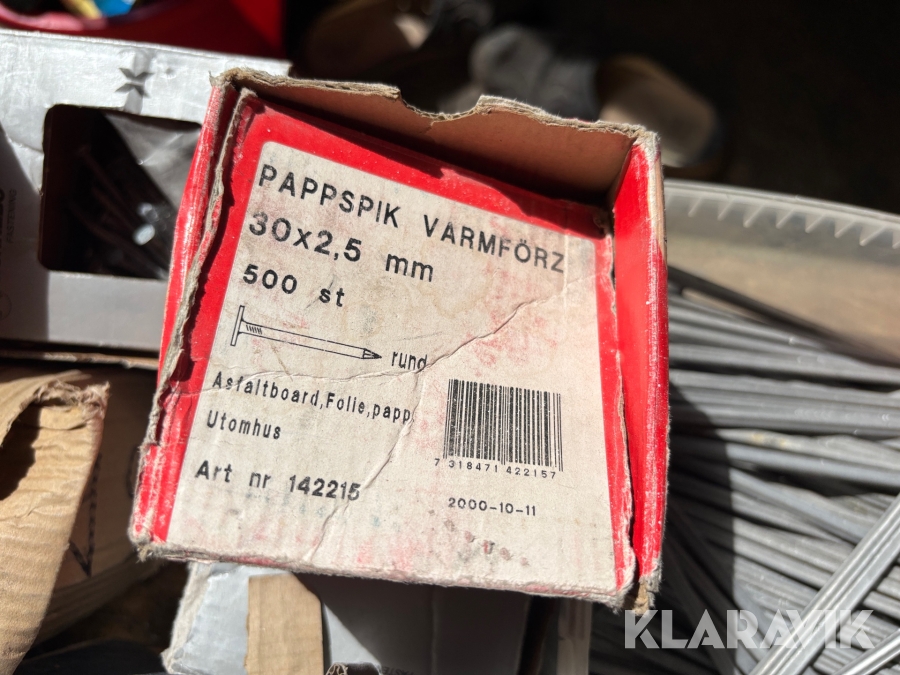 PAPPSPIK VARMFÖRZ
30x2,5 mm
500 st
rund
Asfaltboard,Folie,papp
Utomhus
Art nr 142215
7 318471 422157
2000-10-11
"U"
KLARAVIK